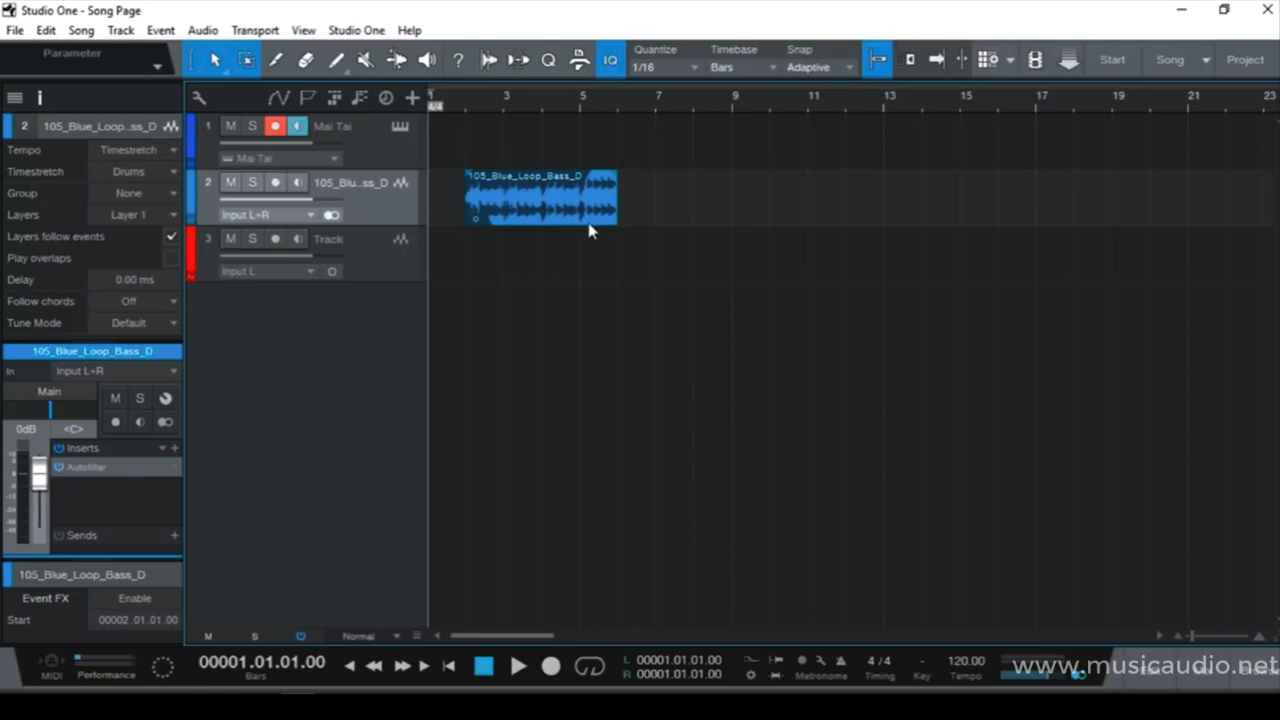 Studio One - Song Page
File Edit Song Track Event Audio Transport View Studio One Help
Parameter
IQ
Quantize
1/16
Timebase
Bars
Snap
Adaptive
Start
Song
Project
1 3 5 7 9 11 13 15 17 19 21 23
4/4
2 105_Blue_Loop..ss_D
Tempo Timestretch
Timestretch Drums
Group None
Layers Layer 1
Layers follow events
Play overlaps
Delay 0.00 ms
Follow chords Off
Tune Mode Default
105_Blue_Loop_Bass_D
In Input L+R
Main
M S
0dB <C>
Inserts
Autofilter
Sends
105_Blue_Loop_Bass_D
Event FX Enable
Start 00002.01.01.00
1 M S Mai Tai
Mai Tai
2 M S 105_Blu..ss_D
Input L+R
3 M S Track
Input L
105_Blue_Loop_Bass_D
M S Normal
MIDI
Performance
00001.01.01.00
Bars
L 00001.01.01.00
R 00001.01.01.00
Metronome
4 / 4
Timing
-
Key
120.00
Tempo
www.musicaudio.net